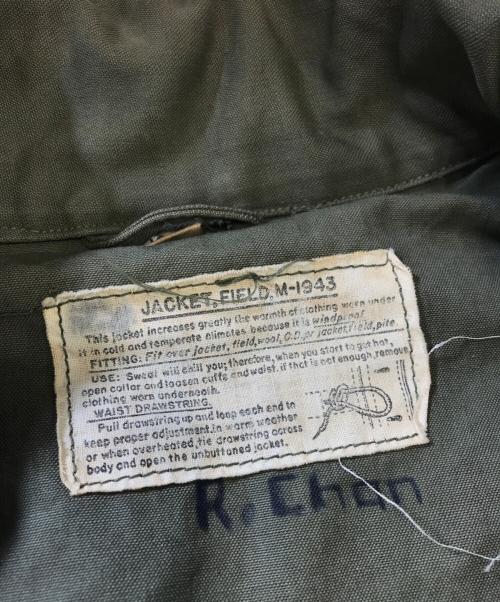 JACKET, FIELD, M-1943
This jacket increases greatly the warmth of clothing worn under
it in cold and temperate climates because it is windproof
FITTING: Fit over jacket, field, wool, O.D. or jacket, field, pile
USE: Sweat will chill you; therefore, when you start to get hot,
open collar and loosen cuffs and waist. if that is not enough, remove
clothing worn underneath.
WAIST DRAWSTRING.
Pull drawstring up and loop each end to
keep proper adjustment. in warm weather
or when overheated, tie drawstring across
body and open the unbuttoned jacket.
R. Chan